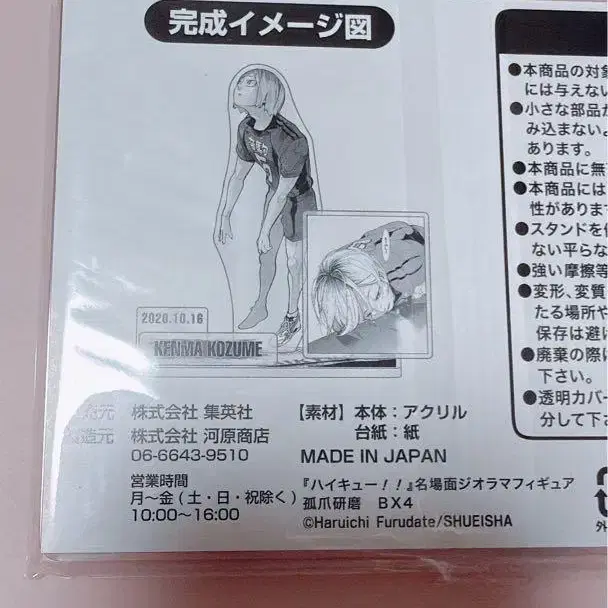 完成イメージ図
2020.10.16
KENMA KOZUME
元 株式会社 集英社
造元 株式会社 河原商店
06-6643-9510
営業時間
月〜金(土・日・祝除く)
10:00〜16:00
【素材】本体:アクリル
台紙:紙
MADE IN JAPAN
『ハイキュー!!』名場面ジオラマフィギュア
孤爪研磨 BX4
©Haruichi Furudate/SHUEISHA
●本商品の対象
には与えない
●小さな部品が
み込まない
あります。
●本商品に無
●本商品には
性があります
●スタンドを
ない平らな
●強い摩擦等
●変形、変質
たる場所や
保存は避け
●廃棄の際
下さい。
●透明カバー
分して下さ
外